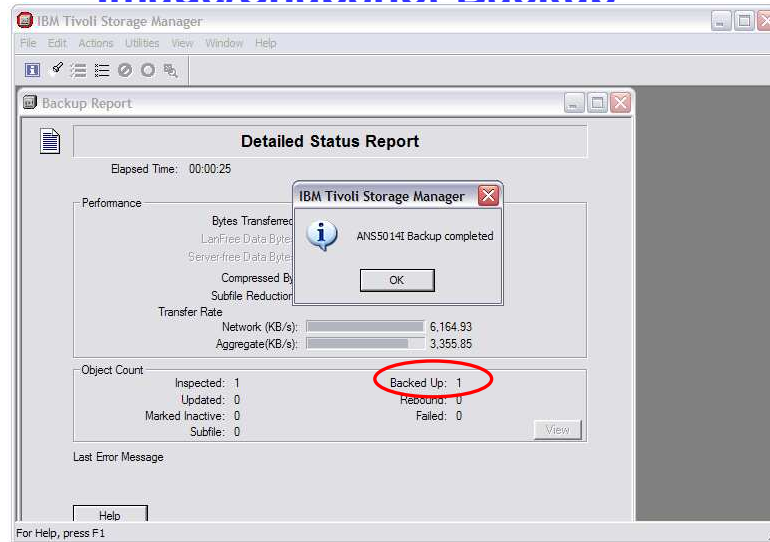 IBM Tivoli Storage Manager
File Edit Actions Utilities View Window Help
Backup Report
Detailed Status Report
Elapsed Time: 00:00:25
Performance
Bytes Transferred
LanFree Data Byte
Server-free Data Byte
Compressed By
Subfile Reduction
Transfer Rate
Network (KB/s): 6,164.93
Aggregate(KB/s): 3,355.85
IBM Tivoli Storage Manager
ANS5014I Backup completed
OK
Object Count
Inspected: 1 Backed Up: 1
Updated: 0 Rebound: 0
Marked Inactive: 0 Failed: 0
Subfile: 0 View
Last Error Message
Help
For Help, press F1